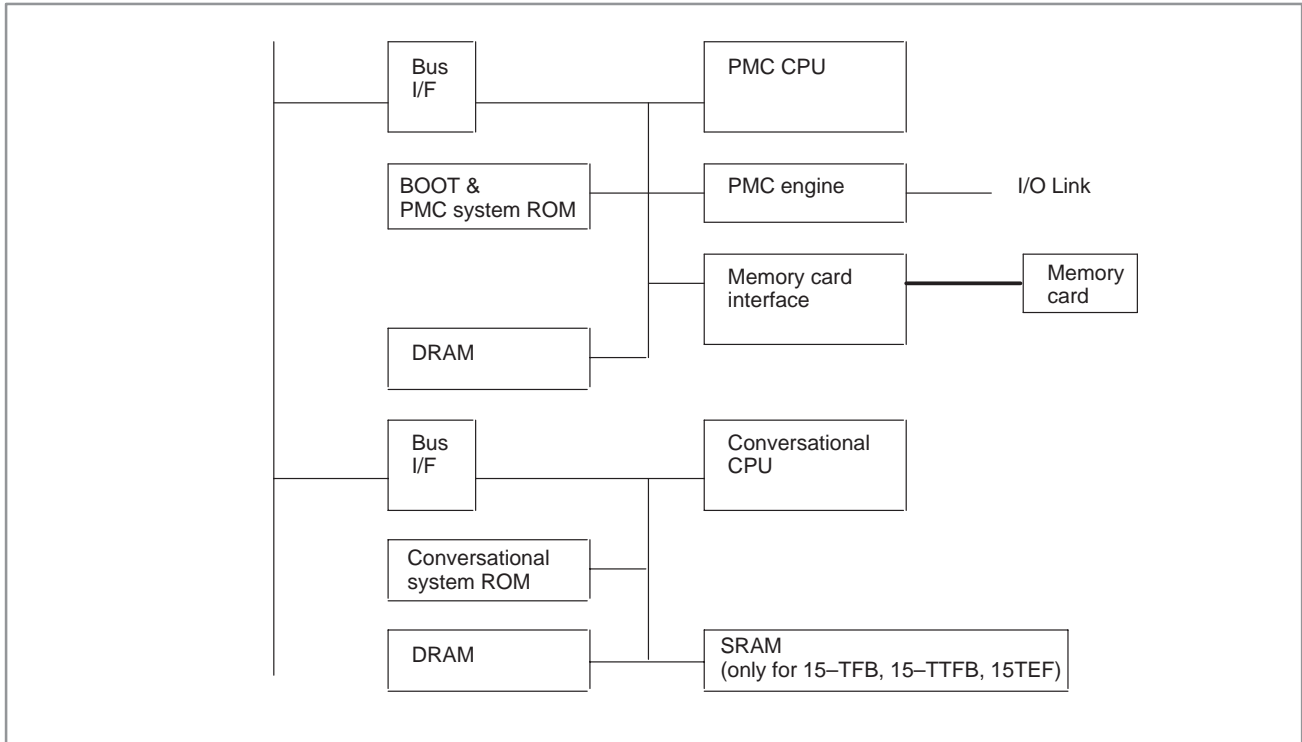 Bus
I/F
PMC CPU
BOOT &
PMC system ROM
PMC engine
I/O Link
Memory card
interface
Memory
card
DRAM
Bus
I/F
Conversational
CPU
Conversational
system ROM
DRAM
SRAM
(only for 15–TFB, 15–TTFB, 15TEF)